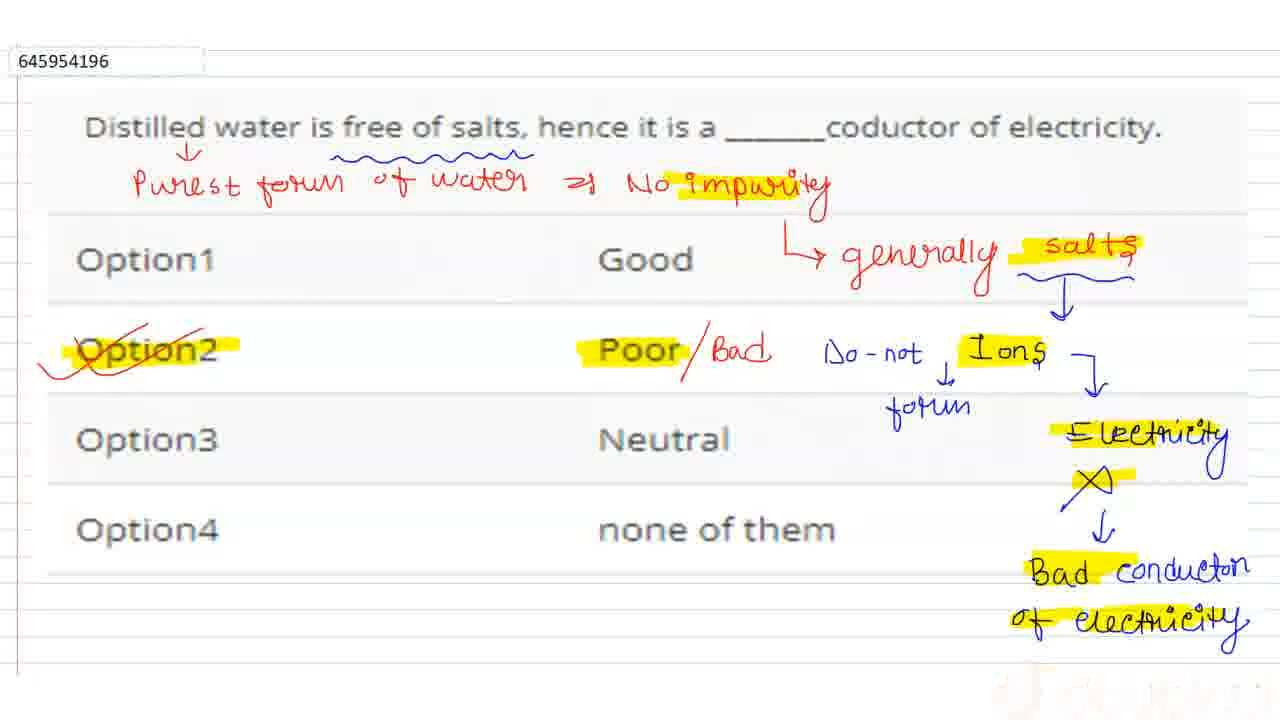 645954196
Distilled water is free of salts, hence it is a ______coductor of electricity.
Purest form of water ⇒ No impurity
Option1 Good
↳ generally salts
Option2 Poor / Bad Do-not Ions
form
Option3 Neutral
Electricity
Option4 none of them
Bad conductor
of electricity